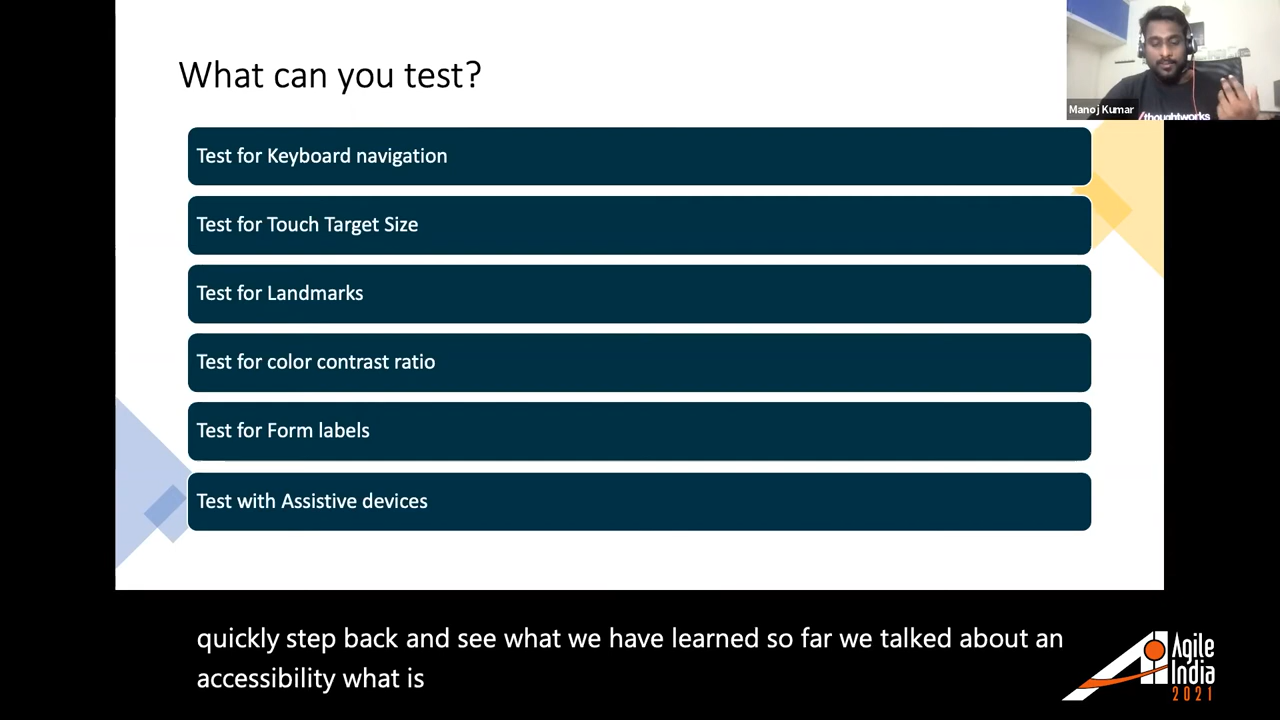 What can you test?
Manoj Kumar
/thoughtworks
Test for Keyboard navigation
Test for Touch Target Size
Test for Landmarks
Test for color contrast ratio
Test for Form labels
Test with Assistive devices
quickly step back and see what we have learned so far we talked about an
accessibility what is
Agile
India
2021